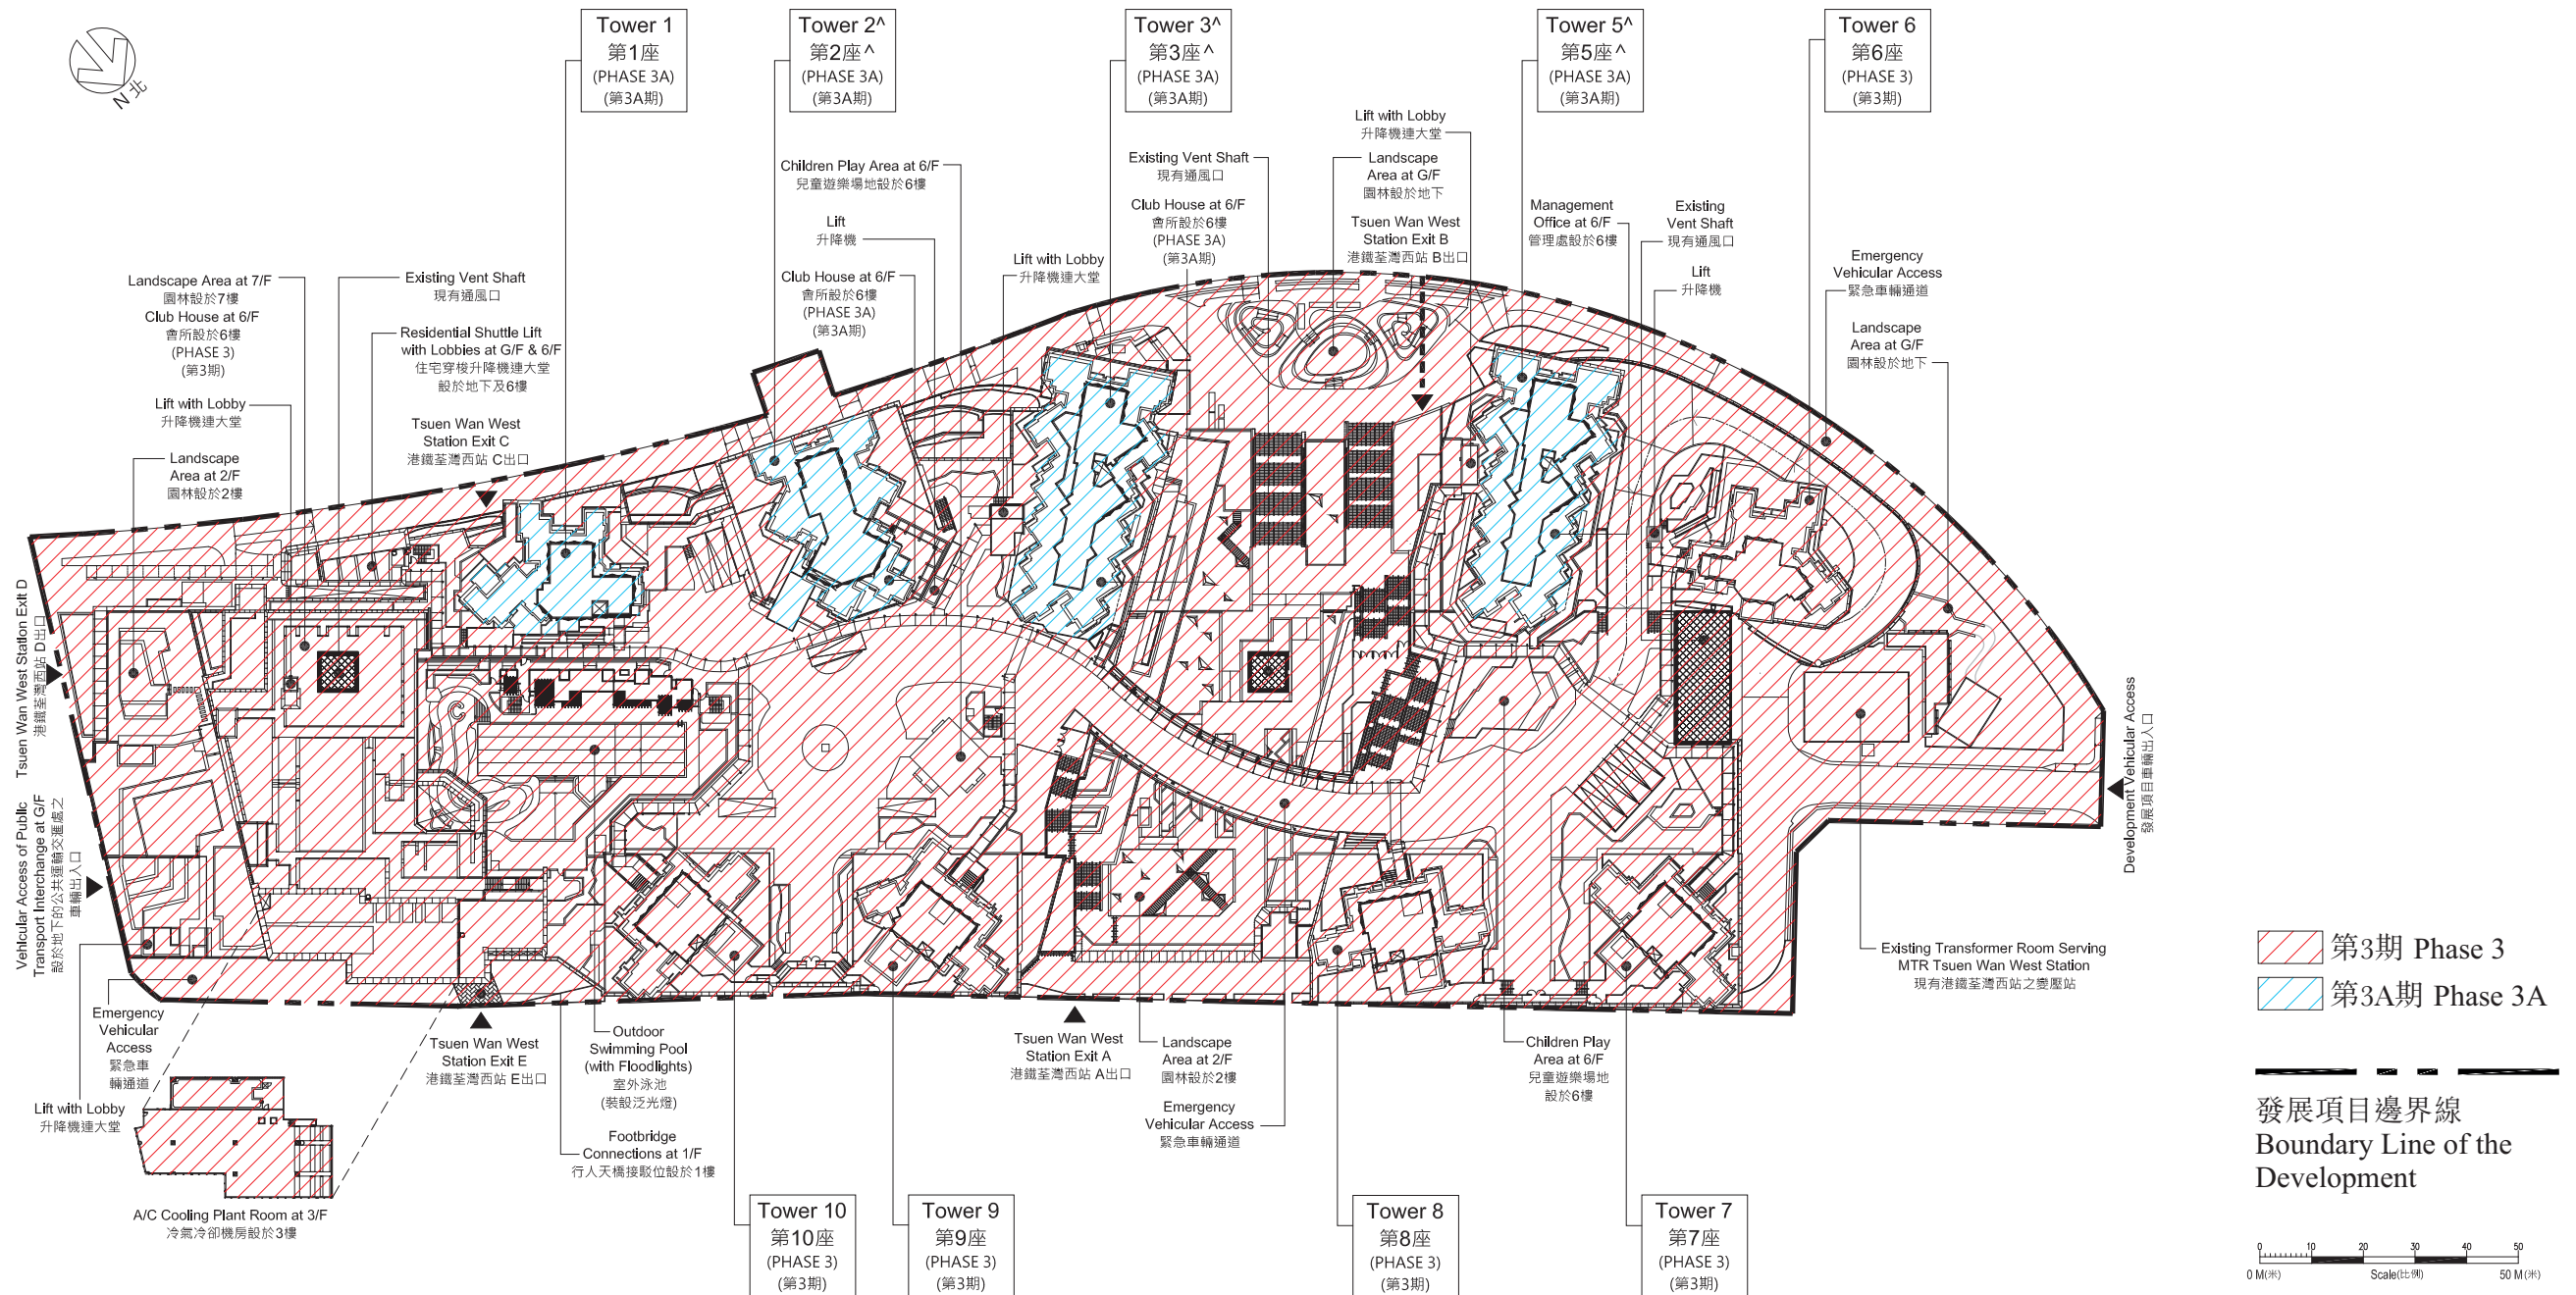 Tower 1
第1座
(PHASE 3A)
(第3A期)
Tower 2^
第2座^
(PHASE 3A)
(第3A期)
Tower 3^
第3座^
(PHASE 3A)
(第3A期)
Tower 5^
第5座^
(PHASE 3A)
(第3A期)
Tower 6
第6座
(PHASE 3)
(第3期)
N 北
Lift with Lobby
升降機連大堂
Children Play Area at 6/F
兒童遊樂場地設於6樓
Existing Vent Shaft
現有通風口
Landscape
Area at G/F
園林設於地下
Club House at 6/F
會所設於6樓
(PHASE 3A)
(第3A期)
Lift
升降機
Tsuen Wan West
Station Exit B
港鐵荃灣西站 B出口
Management
Office at 6/F
管理處設於6樓
Existing
Vent Shaft
現有通風口
Lift
升降機
Emergency
Vehicular Access
緊急車輛通道
Landscape
Area at G/F
園林設於地下
Lift with Lobby
升降機連大堂
Club House at 6/F
會所設於6樓
(PHASE 3A)
(第3A期)
Landscape Area at 7/F
園林設於7樓
Club House at 6/F
會所設於6樓
(PHASE 3)
(第3期)
Existing Vent Shaft
現有通風口
Residential Shuttle Lift
with Lobbies at G/F & 6/F
住宅穿梭升降機連大堂
設於地下及6樓
Lift with Lobby
升降機連大堂
Tsuen Wan West
Station Exit C
港鐵荃灣西站 C出口
Landscape
Area at 2/F
園林設於2樓
Tsuen Wan West Station Exit D
港鐵荃灣西站 D出口
Vehicular Access of Public
Transport Interchange at G/F
設於地下的公共運輸交滙處之
車輛出入口
Development Vehicular Access
發展項目車輛出入口
Emergency
Vehicular
Access
緊急車
輛通道
Lift with Lobby
升降機連大堂
A/C Cooling Plant Room at 3/F
冷氣冷卻機房設於3樓
Tsuen Wan West
Station Exit E
港鐵荃灣西站 E出口
Outdoor
Swimming Pool
(with Floodlights)
室外泳池
(裝設泛光燈)
Footbridge
Connections at 1/F
行人天橋接駁位設於1樓
Tsuen Wan West
Station Exit A
港鐵荃灣西站 A出口
Landscape
Area at 2/F
園林設於2樓
Emergency
Vehicular Access
緊急車輛通道
Children Play
Area at 6/F
兒童遊樂場地
設於6樓
Existing Transformer Room Serving
MTR Tsuen Wan West Station
現有港鐵荃灣西站之變壓站
Tower 10
第10座
(PHASE 3)
(第3期)
Tower 9
第9座
(PHASE 3)
(第3期)
Tower 8
第8座
(PHASE 3)
(第3期)
Tower 7
第7座
(PHASE 3)
(第3期)
第3期 Phase 3
第3A期 Phase 3A
發展項目邊界線
Boundary Line of the
Development
0 10 20 30 40 50
0 M(米) Scale(比例) 50 M(米)